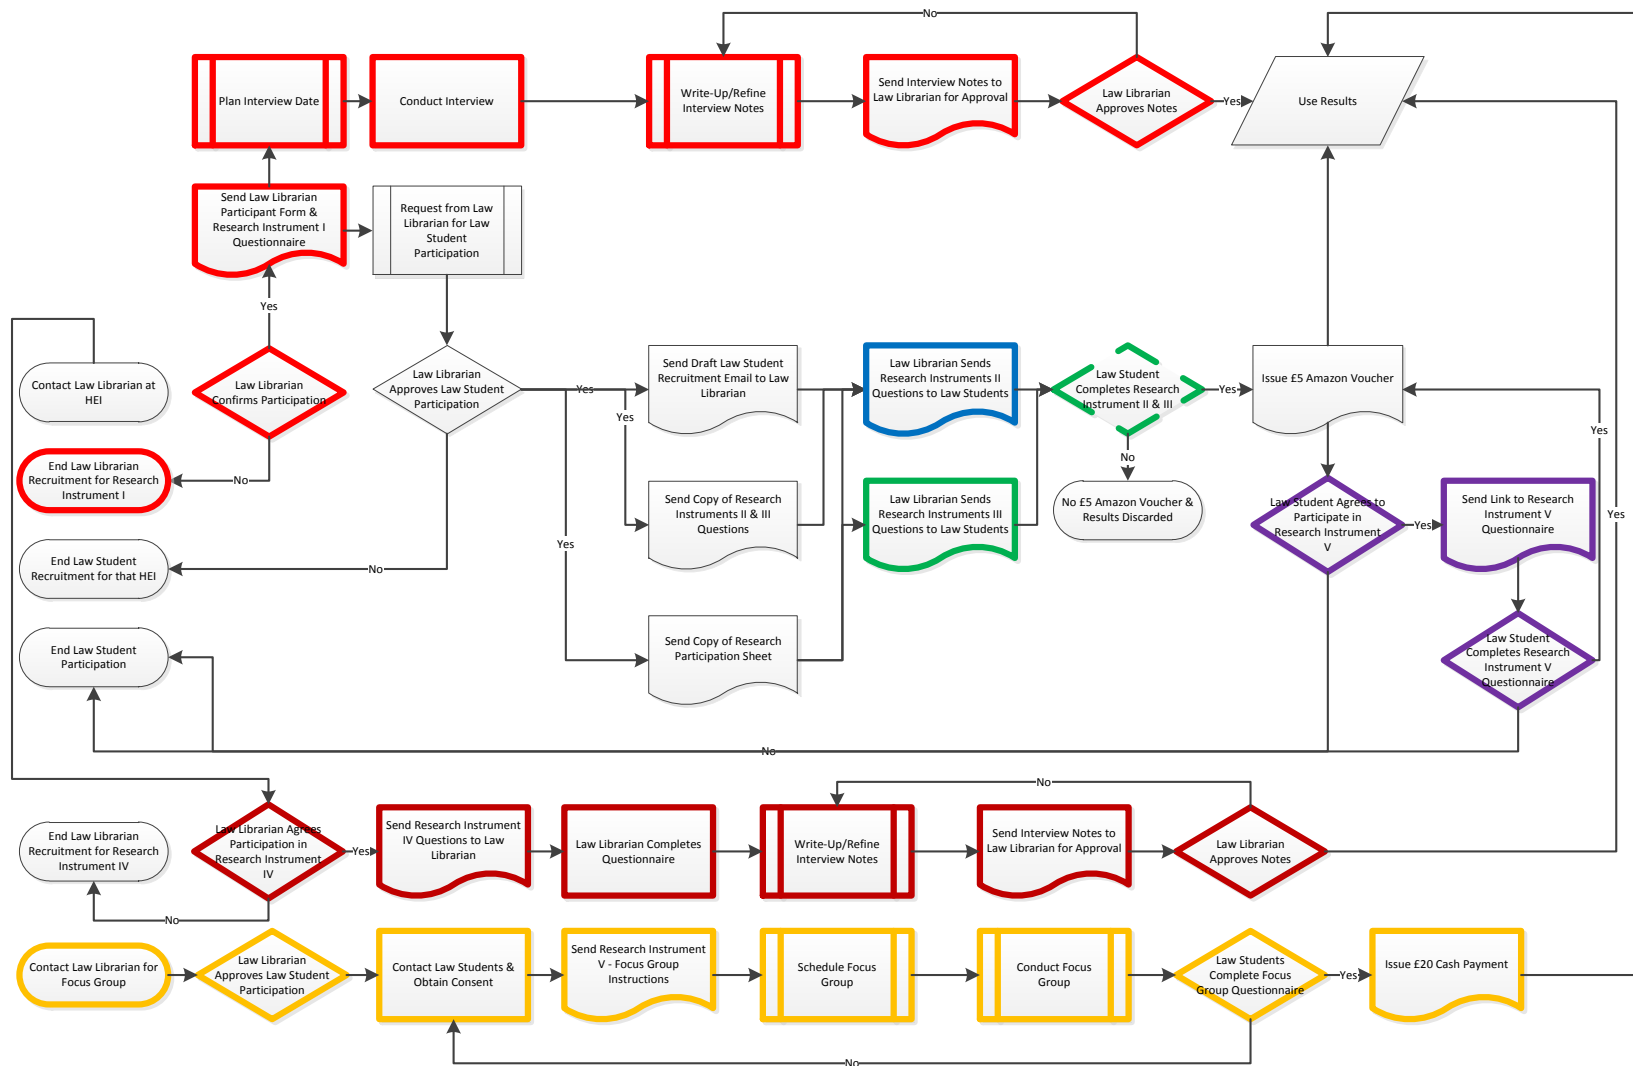 No
Plan Interview Date
Conduct Interview
Write-Up/Refine
Interview Notes
Send Interview Notes to
Law Librarian for Approval
Law Librarian
Approves Notes
Yes
Use Results
Send Law Librarian
Participant Form &
Research Instrument I
Questionnaire
Request from Law
Librarian for Law
Student
Participation
Yes
Contact Law Librarian at
HEI
Law Librarian
Confirms Participation
Law Librarian
Approves Law Student
Participation
Yes
Yes
Yes
Send Draft Law Student
Recruitment Email to Law
Librarian
Law Librarian Sends
Research Instruments II
Questions to Law Students
Law Student
Completes Research
Instrument II & III
Yes
Issue £5 Amazon Voucher
Yes
No
End Law Librarian
Recruitment for Research
Instrument I
No
Send Copy of Research
Instruments II & III
Questions
Law Librarian Sends
Research Instruments III
Questions to Law Students
No £5 Amazon Voucher &
Results Discarded
Law Student Agrees to
Participate in
Research Instrument
V
Yes
Send Link to Research
Instrument V
Questionnaire
Yes
End Law Student
Recruitment for that HEI
No
End Law Student
Participation
Send Copy of Research
Participation Sheet
Law Student
Completes Research
Instrument V
Questionnaire
No
End Law Librarian
Recruitment for Research
Instrument IV
Law Librarian Agrees
Participation in
Research Instrument
IV
Yes
Send Research Instrument
IV Questions to Law
Librarian
Law Librarian Completes
Questionnaire
Write-Up/Refine
Interview Notes
No
Send Interview Notes to
Law Librarian for Approval
Law Librarian
Approves Notes
No
Contact Law Librarian for
Focus Group
Law Librarian
Approves Law Student
Participation
Contact Law Students &
Obtain Consent
Send Research Instrument
V - Focus Group
Instructions
Schedule Focus
Group
Conduct Focus
Group
Law Students
Complete Focus
Group Questionnaire
Yes
Issue £20 Cash Payment
No